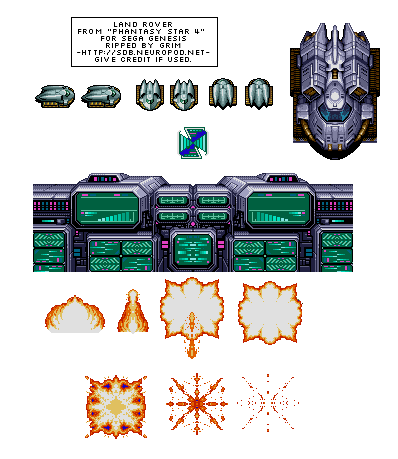 LAND ROVER
FROM "PHANTASY STAR 4"
FOR SEGA GENESIS
RIPPED BY GRIM
-HTTP://SDB.NEUROPOD.NET-
GIVE CREDIT IF USED.